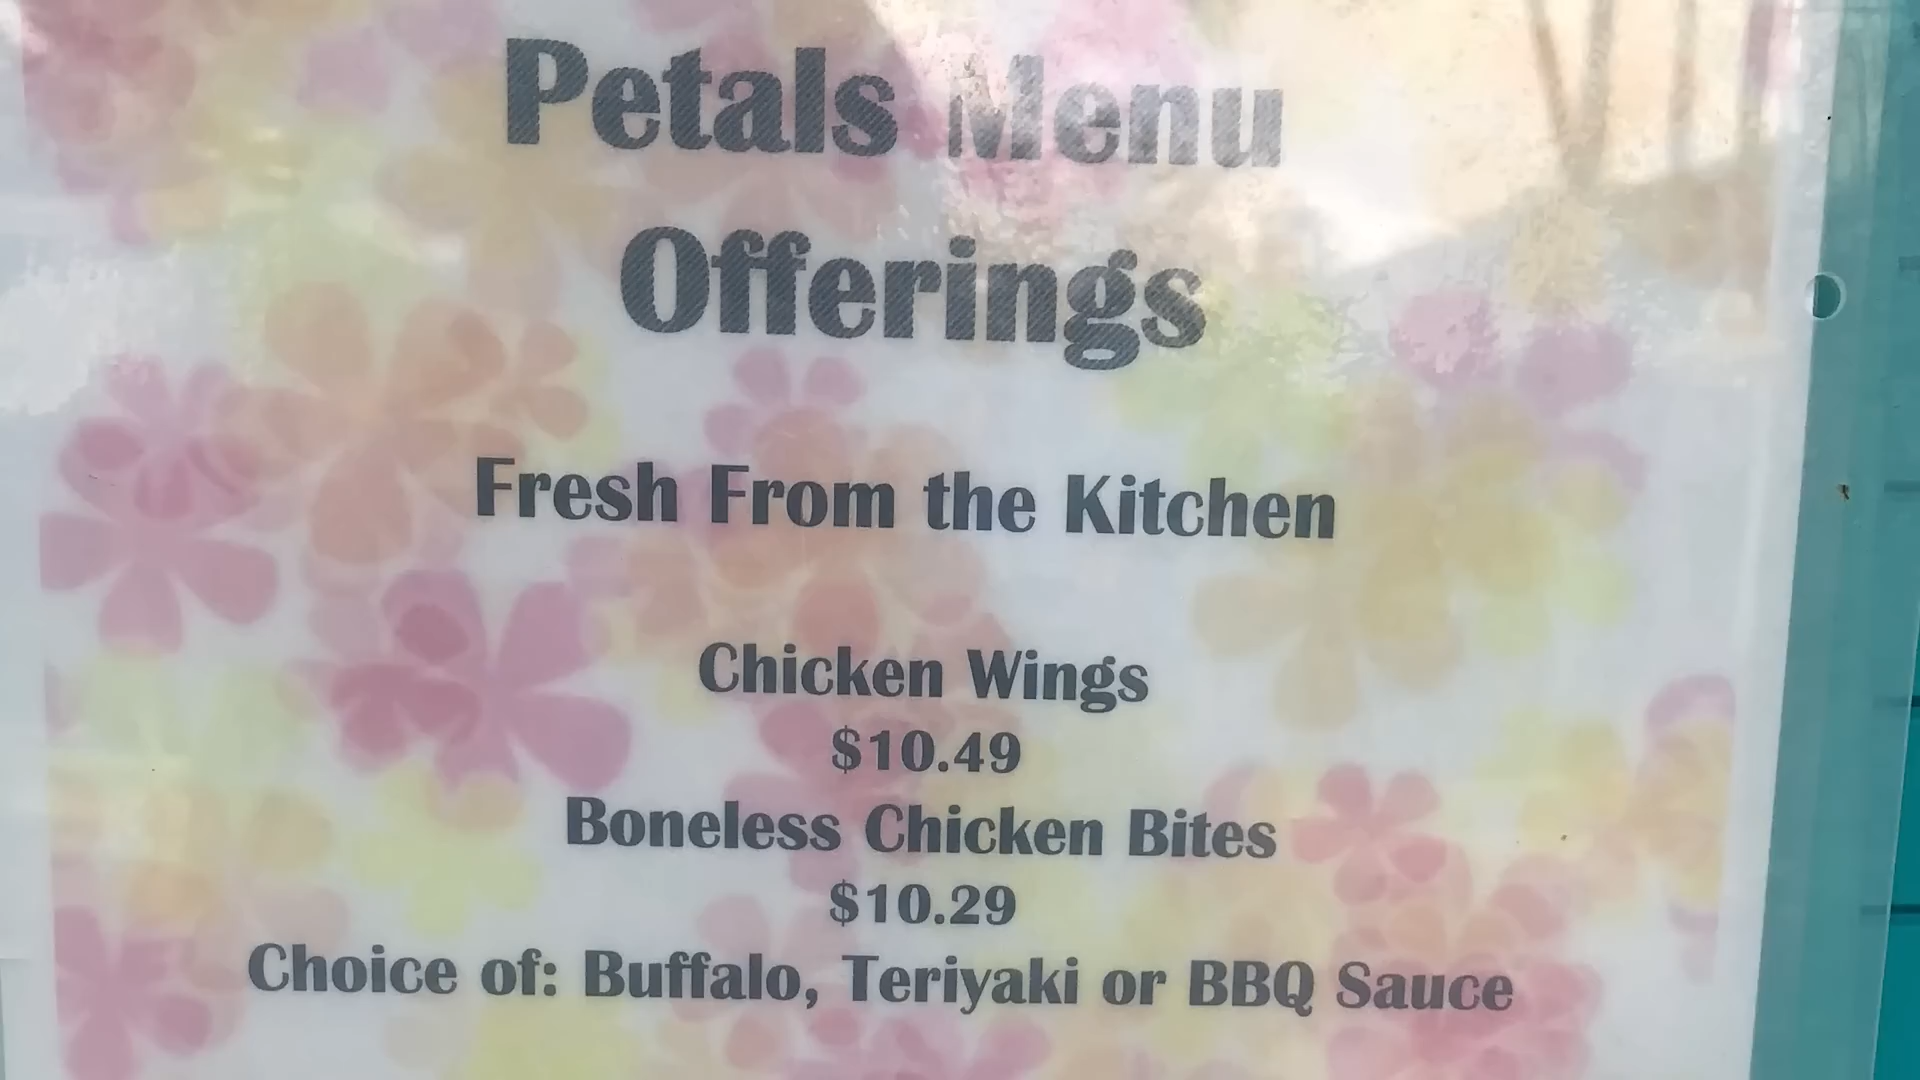 Petals Menu
Offerings
Fresh From the Kitchen
Chicken Wings
$10.49
Boneless Chicken Bites
$10.29
Choice of: Buffalo, Teriyaki or BBQ Sauce